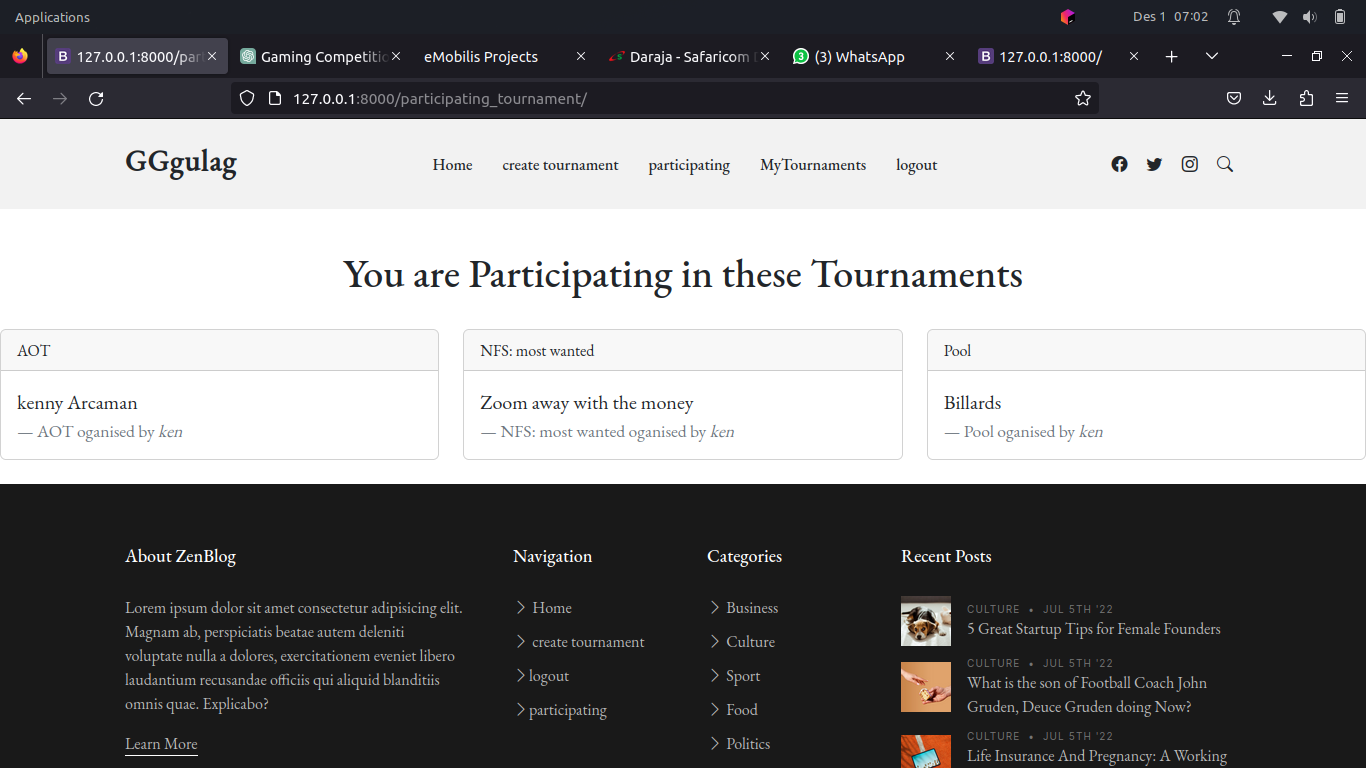 Applications
Des 1 07:02
127.0.0.1:8000/par
Gaming Competitio
eMobilis Projects
Daraja - Safaricom
(3) WhatsApp
127.0.0.1:8000/
127.0.0.1:8000/participating_tournament/
GGgulag
Home
create tournament
participating
MyTournaments
logout
You are Participating in these Tournaments
AOT
kenny Arcaman
— AOT oganised by ken
NFS: most wanted
Zoom away with the money
— NFS: most wanted oganised by ken
Pool
Billards
— Pool oganised by ken
About ZenBlog
Lorem ipsum dolor sit amet consectetur adipisicing elit.
Magnam ab, perspiciatis beatae autem deleniti
voluptate nulla a dolores, exercitationem eveniet libero
laudantium recusandae officiis qui aliquid blanditiis
omnis quae. Explicabo?
Learn More
Navigation
Home
create tournament
logout
participating
Categories
Business
Culture
Sport
Food
Politics
Recent Posts
CULTURE • JUL 5TH '22
5 Great Startup Tips for Female Founders
CULTURE • JUL 5TH '22
What is the son of Football Coach John
Gruden, Deuce Gruden doing Now?
CULTURE • JUL 5TH '22
Life Insurance And Pregnancy: A Working